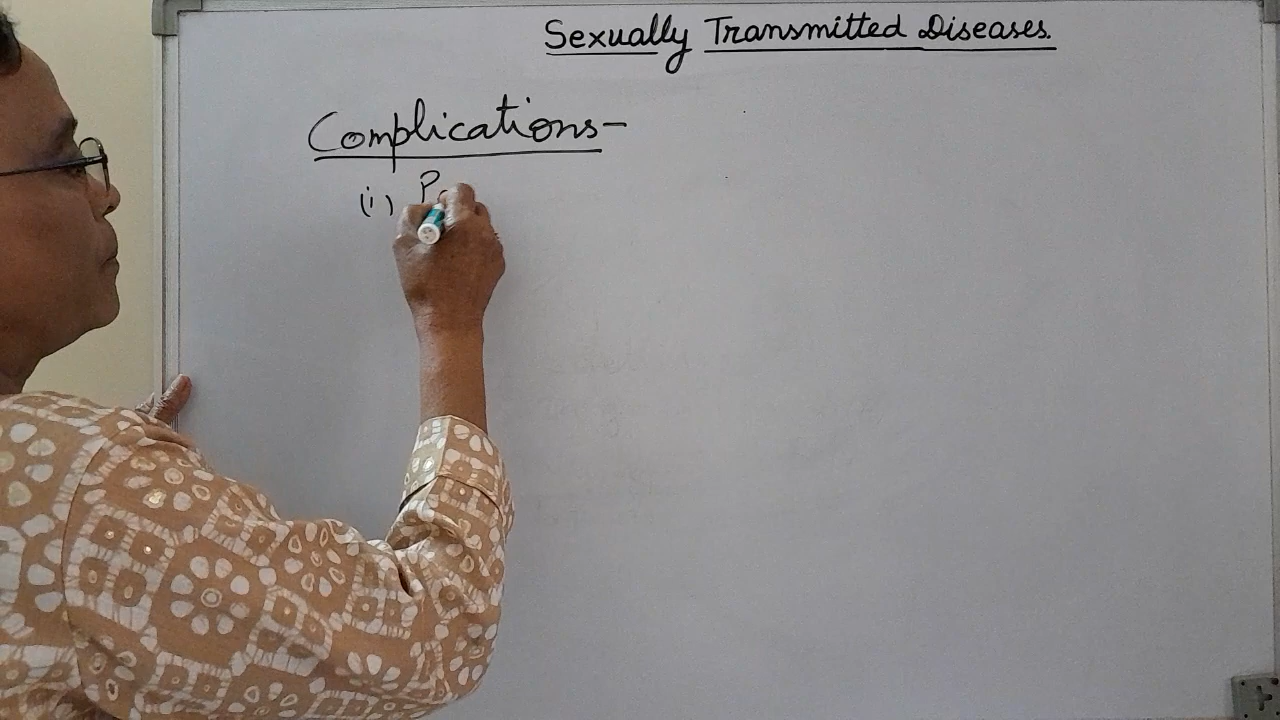 Sexually Transmitted Diseases.
Complications-
(i) P